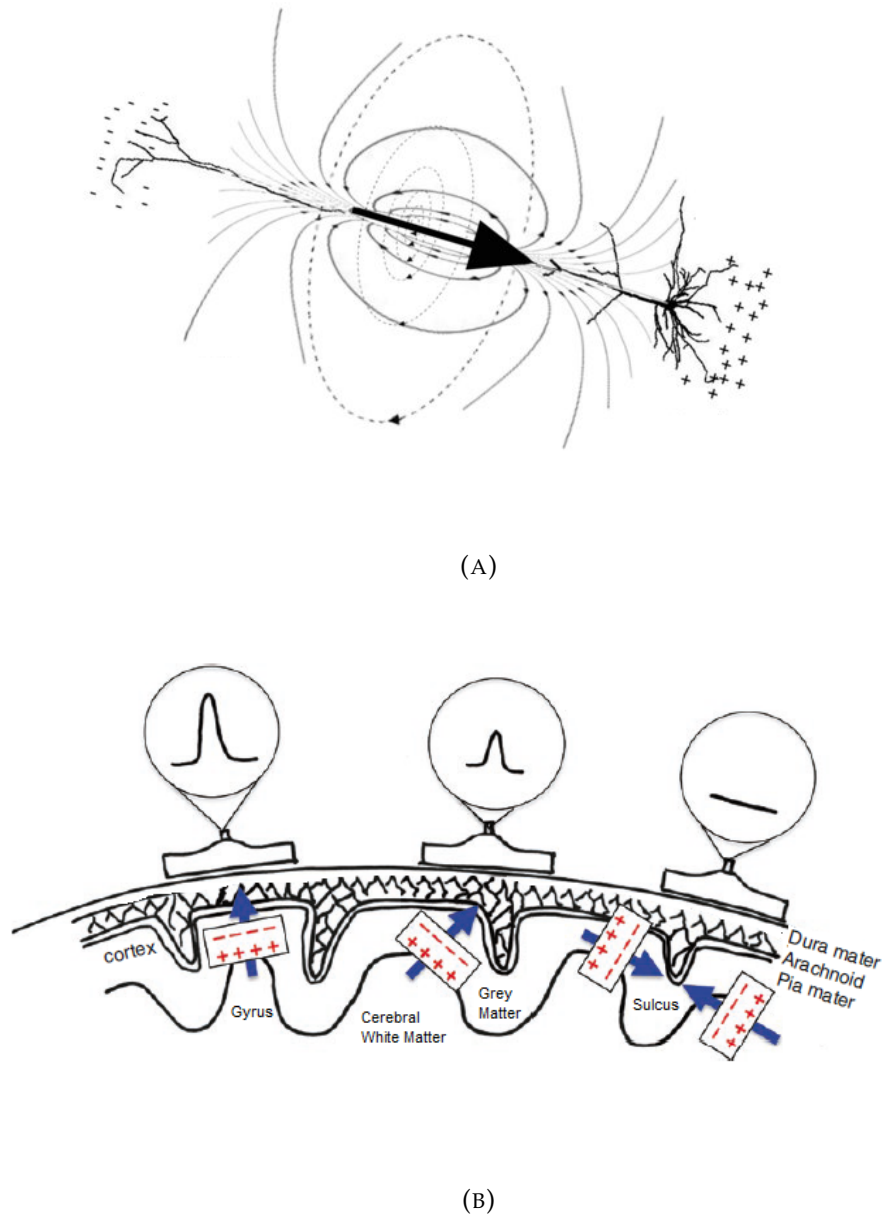 (A)
cortex
Gyrus
Cerebral
White Matter
Grey
Matter
Sulcus
Dura mater
Arachnoid
Pia mater
(B)